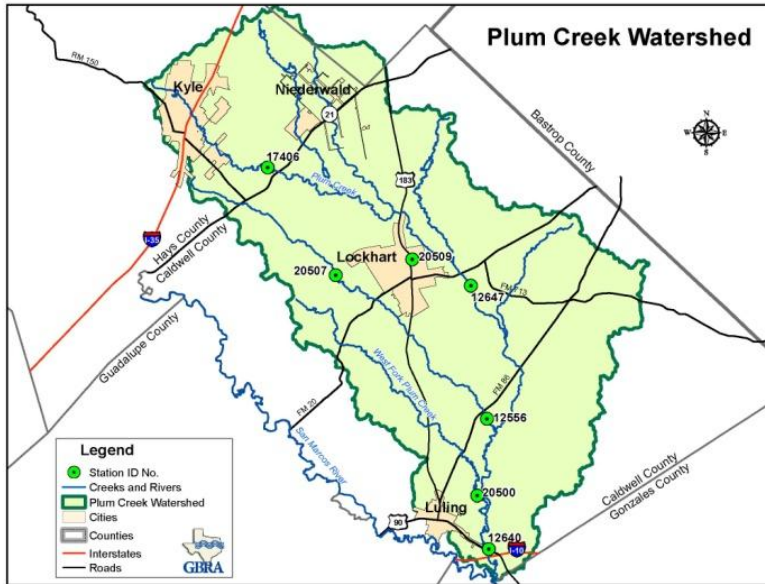 Plum Creek Watershed
RM 150
Kyle
Niederwald
21
Bastrop County
N
W E
S
17406
183
Plum Creek
I-35
Hays County
Caldwell County
Lockhart
20509
20507
12647
FM 713
Guadalupe County
West Fork Plum Creek
FM 20
FM 86
12556
San Marcos River
Caldwell County
Gonzales County
20500
Luling
90
12640
I-10
Legend
Station ID No.
Creeks and Rivers
Plum Creek Watershed
Cities
Counties
Interstates
Roads
GBRA